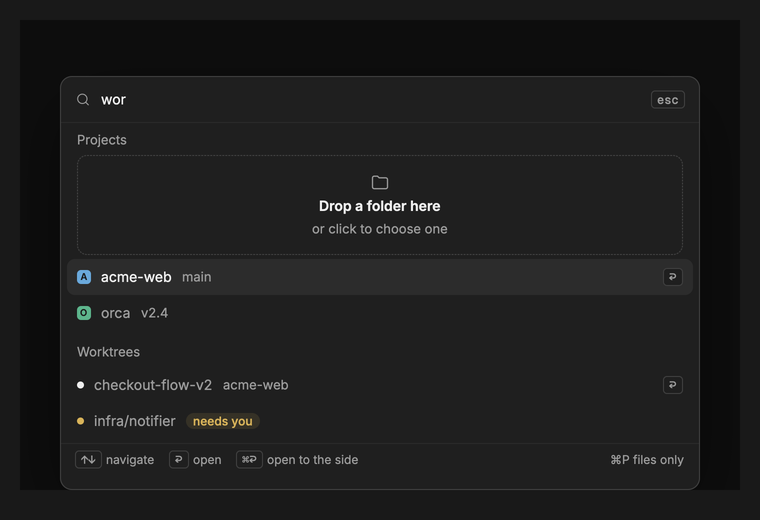 wor esc
Projects
Drop a folder here
or click to choose one
A acme-web main
O orca v2.4
Worktrees
checkout-flow-v2 acme-web
infra/notifier needs you
↑↓ navigate open ⌘ open to the side ⌘P files only